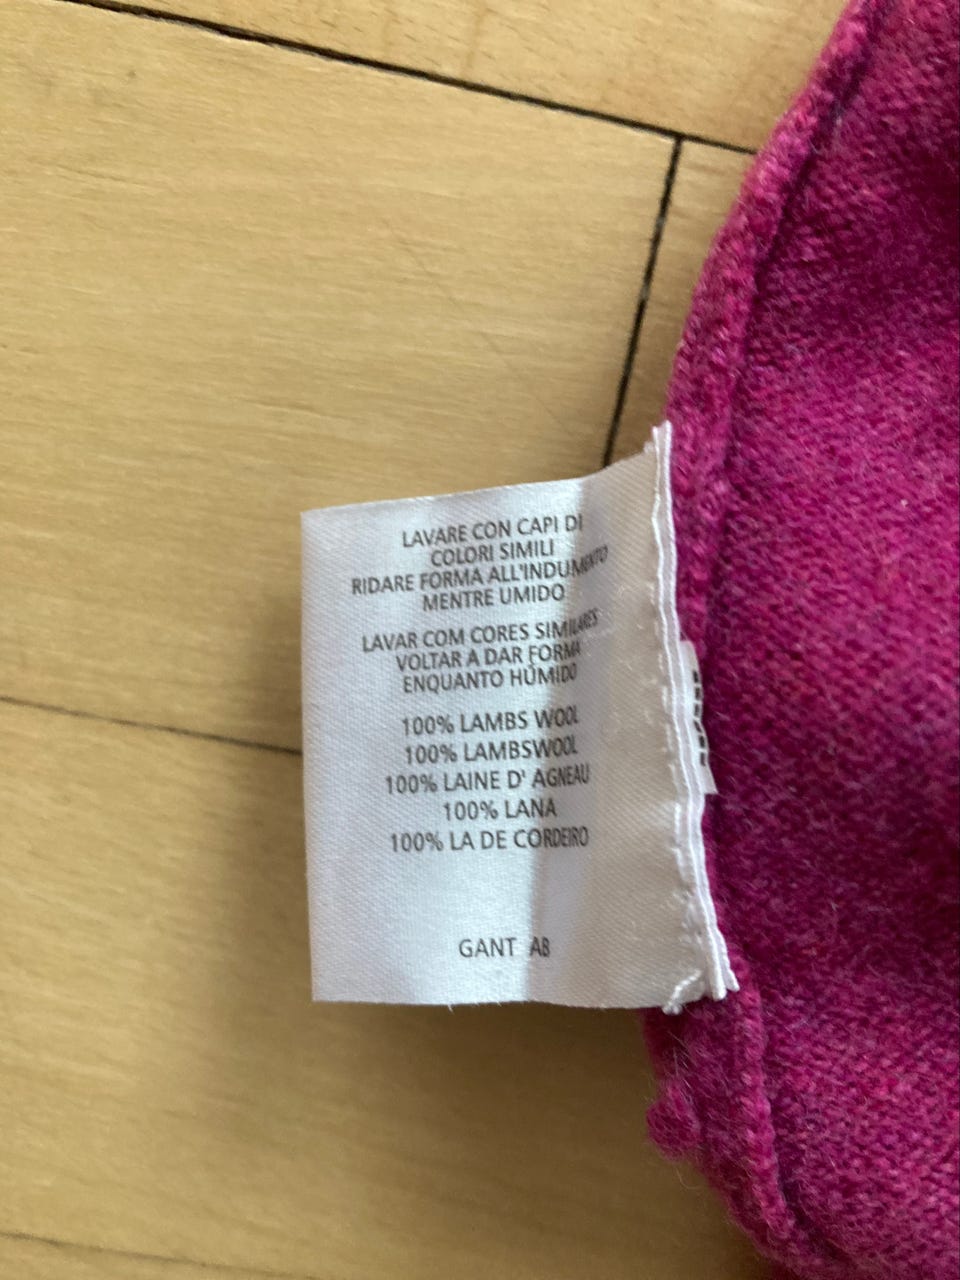 LAVARE CON CAPI DI
COLORI SIMILI
RIDARE FORMA ALL'INDUMENTO
MENTRE UMIDO
LAVAR COM CORES SIMILARES
VOLTAR A DAR FORMA
ENQUANTO HÚMIDO
100% LAMBS WOOL
100% LAMBSWOOL
100% LAINE D' AGNEAU
100% LANA
100% LA DE CORDEIRO
GANT AB